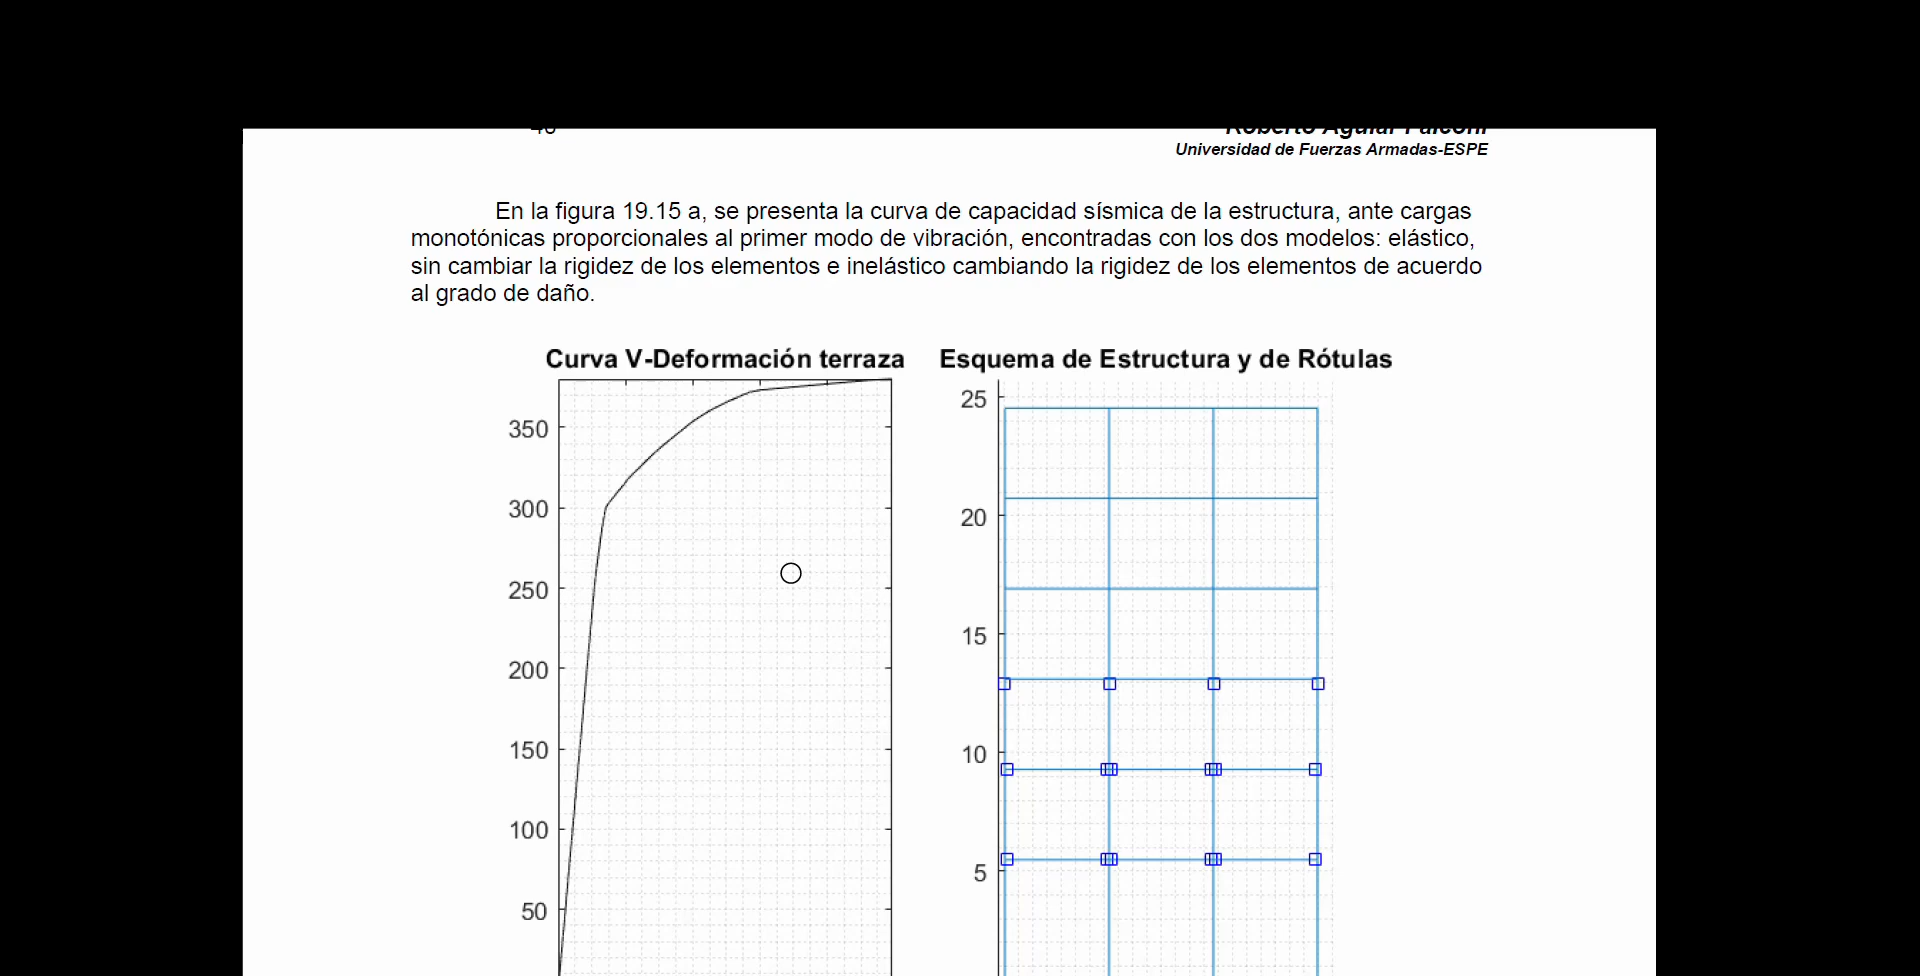 Universidad de Fuerzas Armadas-ESPE
En la figura 19.15 a, se presenta la curva de capacidad sísmica de la estructura, ante cargas
monotónicas proporcionales al primer modo de vibración, encontradas con los dos modelos: elástico,
sin cambiar la rigidez de los elementos e inelástico cambiando la rigidez de los elementos de acuerdo
al grado de daño.
Curva V-Deformación terraza
350
300
250
200
150
100
50
Esquema de Estructura y de Rótulas
25
20
15
10
5